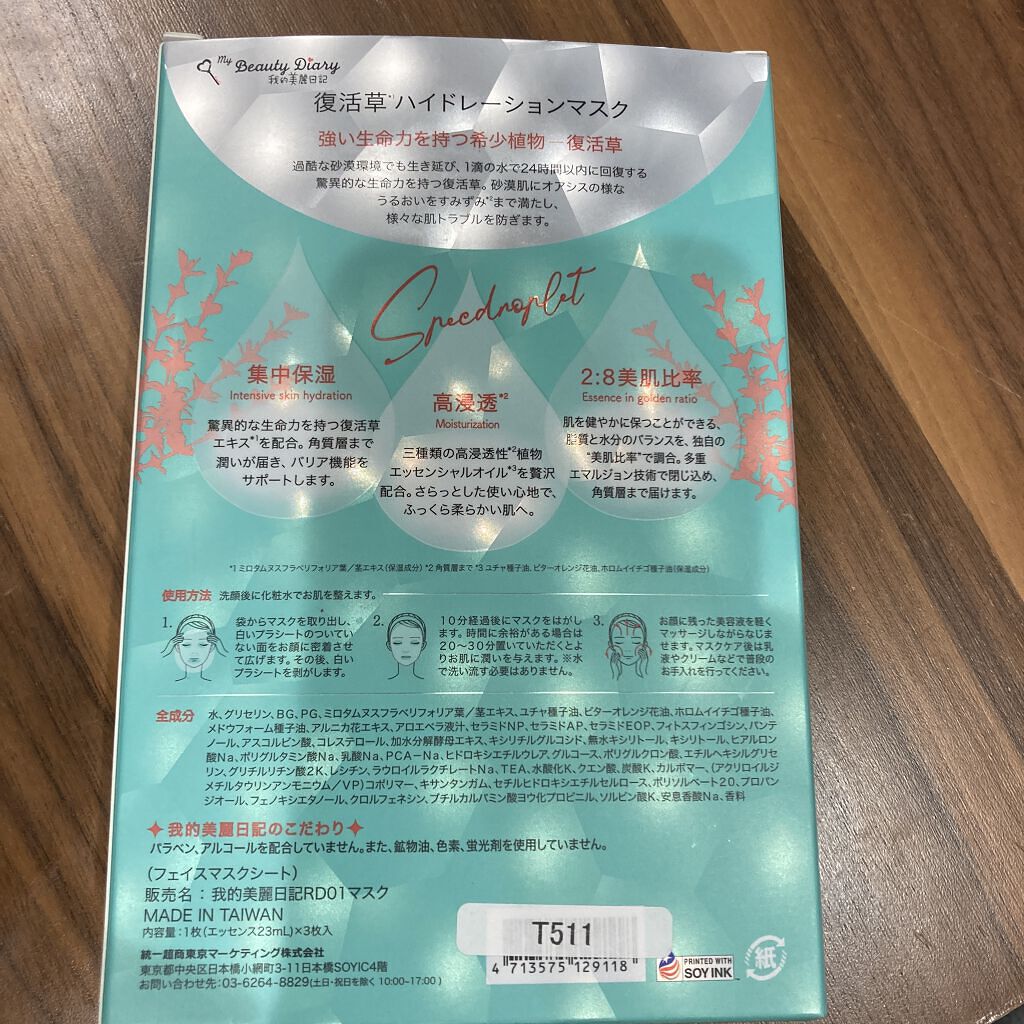 My Beauty Diary
我的美麗日記
復活草*1ハイドレーションマスク
強い生命力を持つ希少植物―復活草
過酷な砂漠環境でも生き延び、1滴の水で24時間以内に回復する
驚異的な生命力を持つ復活草。砂漠肌にオアシスの様な
うるおいをすみずみ*2まで満たし、
様々な肌トラブルを防ぎます。
Specdroplet
集中保湿
Intensive skin hydration
驚異的な生命力を持つ復活草
エキス*1を配合。角質層まで
潤いが届き、バリア機能を
サポートします。
高浸透*2
Moisturization
三種類の高浸透性*2植物
エッセンシャルオイル*3を贅沢
配合。さらっとした使い心地で、
ふっくら柔らかい肌へ。
2:8美肌比率
Essence in golden ratio
肌を健やかに保つことができる、
脂質と水分のバランスを、独自の
“美肌比率”で調合。多重
エマルジョン技術で閉じ込め、
角質層まで届けます。
*1 ミロタムヌスフラベリフォリア葉/茎エキス(保湿成分) *2 角質層まで *3 ユチャ種子油、ビターオレンジ花油、ホロムイイチゴ種子油(保湿成分)
使用方法 洗顔後に化粧水でお肌を整えます。
1.
袋からマスクを取り出し、
白いプラシートのついてい
ない面をお顔に密着させ
て広げます。その後、白い
プラシートを剥がします。
2.
10分経過後にマスクをはがし
ます。時間に余裕がある場合は
20～30分置いていただくとよ
りお肌に潤いを与えます。※水
で洗い流す必要はありません。
3.
お顔に残った美容液を軽く
マッサージしながらなじま
せます。マスクケア後は乳
液やクリームなどで普段の
お手入れを行ってください。
全成分 水、グリセリン、BG、PG、ミロタムヌスフラベリフォリア葉/茎エキス、ユチャ種子油、ビターオレンジ花油、ホロムイイチゴ種子油、
メドウフォーム種子油、アルニカ花エキス、アロエベラ液汁、セラミドNP、セラミドAP、セラミドEOP、フィトスフィンゴシン、パンテ
ノール、アスコルビン酸、コレステロール、加水分解酵母エキス、キシリチルグルコシド、無水キシリトール、キシリトール、ヒアルロン
酸Na、ポリグルタミン酸Na、乳酸Na、PCA-Na、ヒドロキシエチルウレア、グルコース、ポリグルクロン酸、エチルヘキシルグリセ
リン、グリチルリチン酸2K、レシチン、ラウロイルラクチレートNa、TEA、水酸化K、クエン酸、炭酸K、カルボマー、(アクリロイルジ
メチルタウリンアンモニウム/VP)コポリマー、キサンタンガム、セチルヒドロキシエチルセルロース、ポリソルベート20、プロパン
ジオール、フェノキシエタノール、クロルフェネシン、ブチルカルバミン酸ヨウ化プロピニル、ソルビン酸K、安息香酸Na、香料
我的美麗日記のこだわり
パラベン、アルコールを配合していません。また、鉱物油、色素、蛍光剤を使用していません。
(フェイスマスクシート)
販売名：我的美麗日記RD01マスク
MADE IN TAIWAN
内容量：1枚(エッセンス23mL)×3枚入
統一超商東京マーケティング株式会社
東京都中央区日本橋小網町3-11日本橋SOYIC4階
お問い合わせ先：03-6264-8829(土日・祝日を除く 10:00~17:00)
T511
4 713575 129118
PRINTED WITH
SOY INK
紙